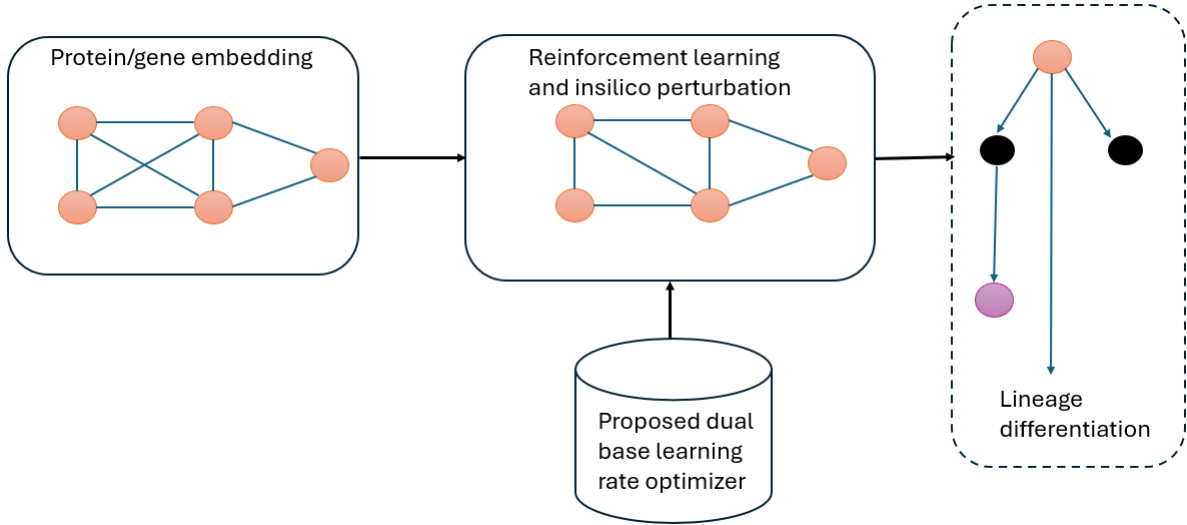 Protein/gene embedding
Reinforcement learning
and insilico perturbation
Proposed dual
base learning
rate optimizer
Lineage
differentiation